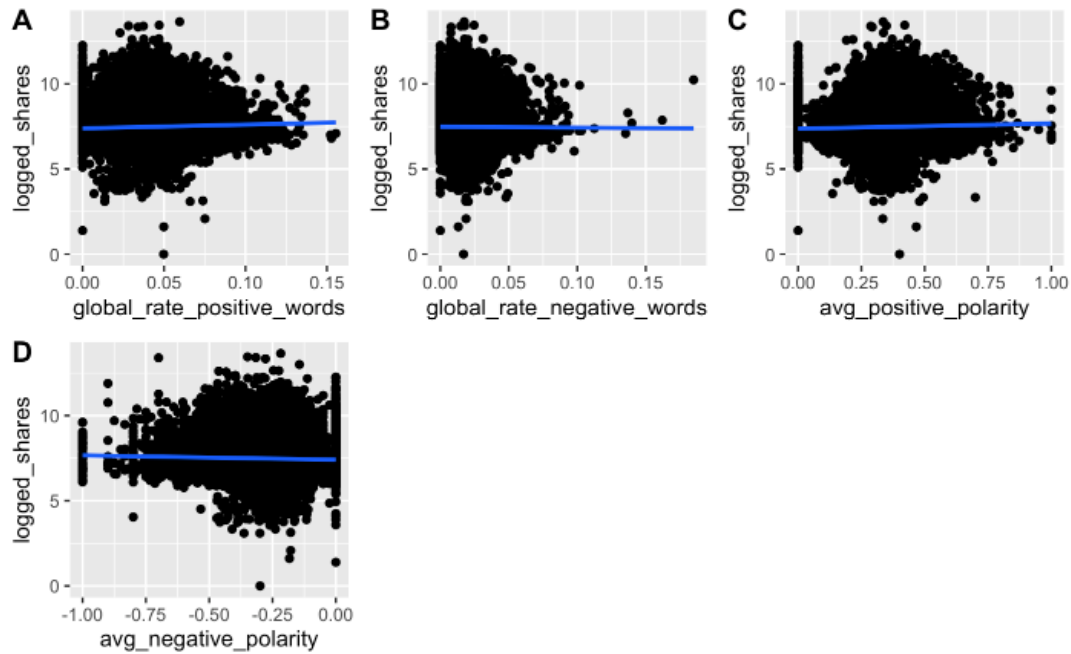 A
B
C
logged_shares
10
5
0
0.00 0.05 0.10 0.15
global_rate_positive_words
logged_shares
10
5
0
0.00 0.05 0.10 0.15
global_rate_negative_words
logged_shares
10
5
0
0.00 0.25 0.50 0.75 1.00
avg_positive_polarity
D
logged_shares
10
5
0
-1.00 -0.75 -0.50 -0.25 0.00
avg_negative_polarity